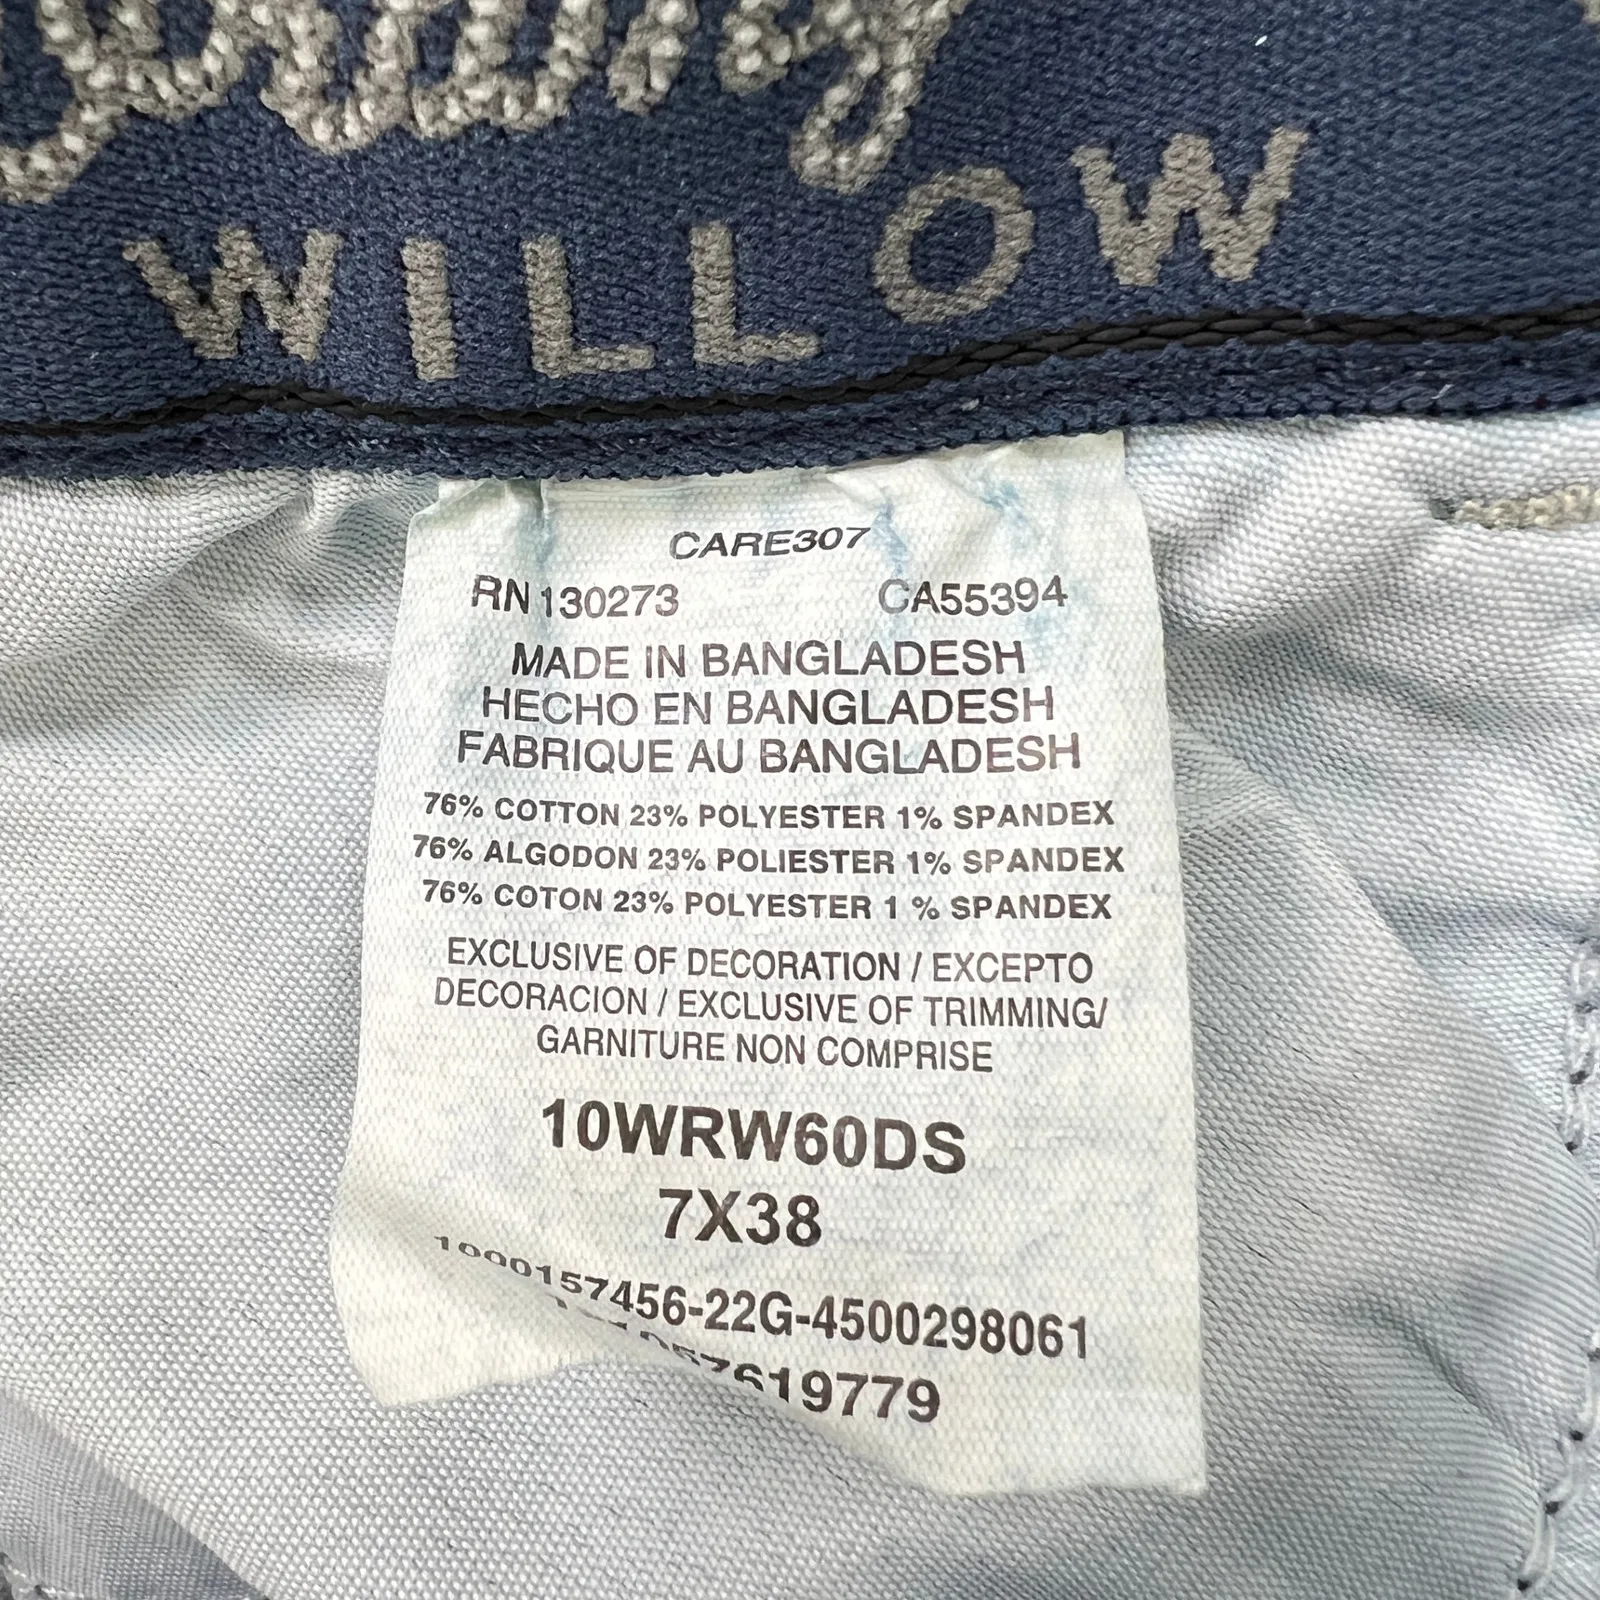 WILLOW
CARE307
RN 130273 CA55394
MADE IN BANGLADESH
HECHO EN BANGLADESH
FABRIQUE AU BANGLADESH
76% COTTON 23% POLYESTER 1% SPANDEX
76% ALGODON 23% POLIESTER 1% SPANDEX
76% COTON 23% POLYESTER 1 % SPANDEX
EXCLUSIVE OF DECORATION / EXCEPTO
DECORACION / EXCLUSIVE OF TRIMMING/
GARNITURE NON COMPRISE
10WRW60DS
7X38
1000157456-22G-4500298061